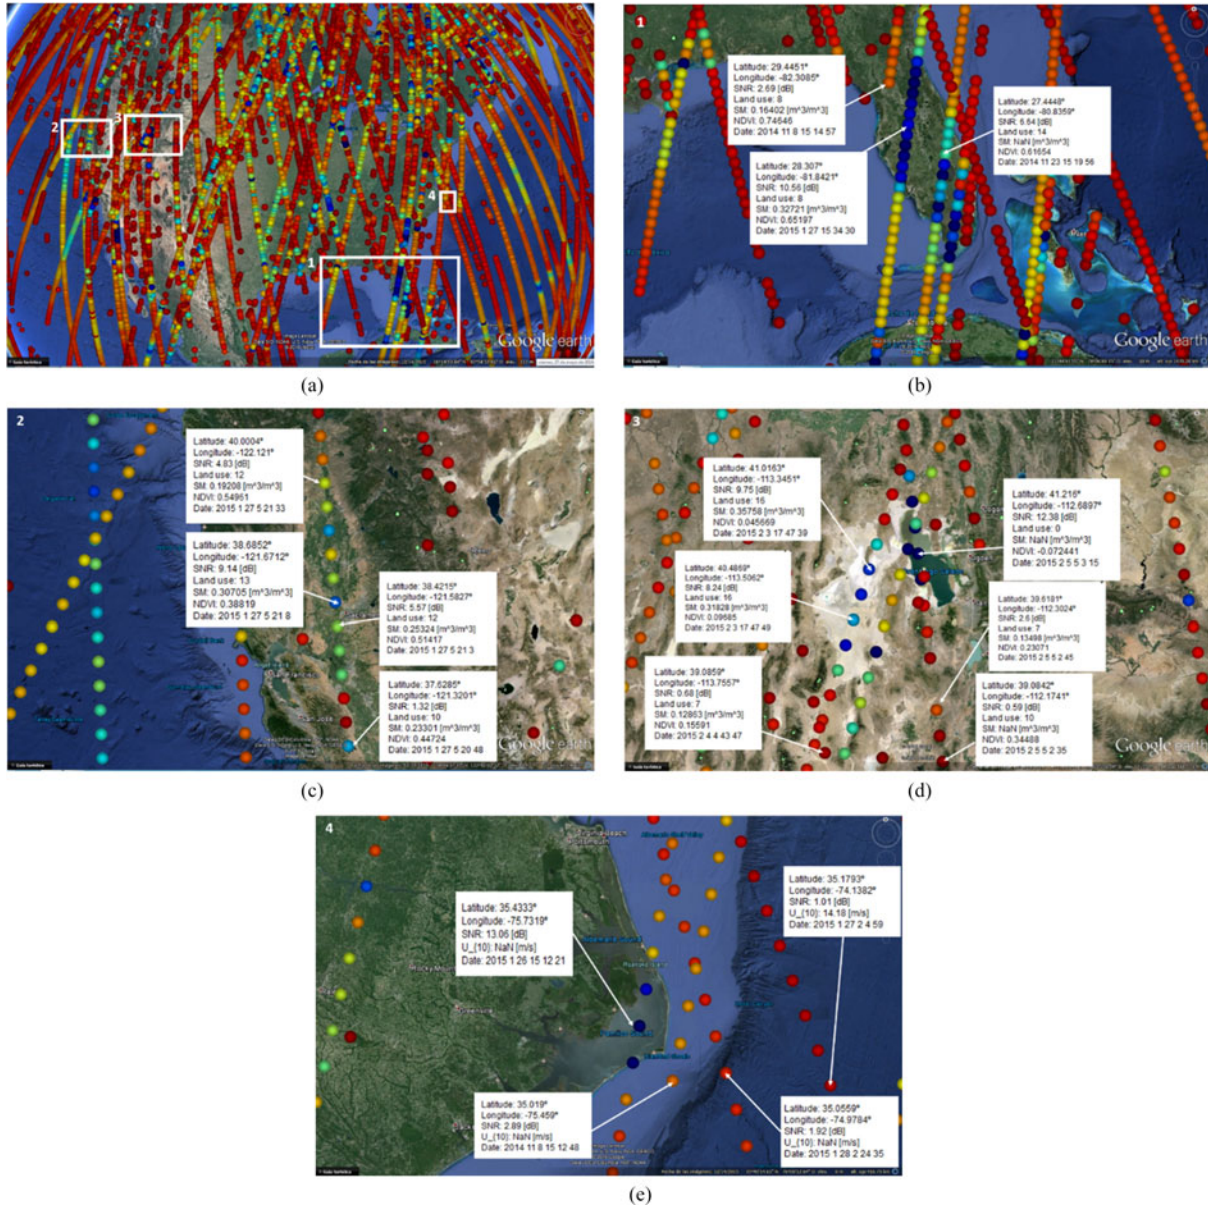 1
2
3
4
Google earth
(a)
1
Latitude: 29.4451°
Longitude: -82.3085°
SNR: 2.69 [dB]
Land use: 8
SM: 0.16402 [m^3/m^3]
NDVI: 0.74646
Date: 2014 11 8 15 14 57
Latitude: 27.4448°
Longitude: -80.8359°
SNR: 6.64 [dB]
Land use: 14
SM: NaN [m^3/m^3]
NDVI: 0.61654
Date: 2014 11 23 15 19 56
Latitude: 28.307°
Longitude: -81.8421°
SNR: 10.56 [dB]
Land use: 8
SM: 0.32721 [m^3/m^3]
NDVI: 0.65197
Date: 2015 1 27 15 34 30
Google earth
(b)
2
Latitude: 40.0004°
Longitude: -122.121°
SNR: 4.83 [dB]
Land use: 12
SM: 0.19208 [m^3/m^3]
NDVI: 0.54961
Date: 2015 1 27 5 21 33
Latitude: 38.6852°
Longitude: -121.6712°
SNR: 9.14 [dB]
Land use: 13
SM: 0.30705 [m^3/m^3]
NDVI: 0.38819
Date: 2015 1 27 5 21 8
Latitude: 38.4215°
Longitude: -121.5827°
SNR: 5.57 [dB]
Land use: 12
SM: 0.25324 [m^3/m^3]
NDVI: 0.51417
Date: 2015 1 27 5 21 3
Latitude: 37.6285°
Longitude: -121.3201°
SNR: 1.32 [dB]
Land use: 10
SM: 0.23301 [m^3/m^3]
NDVI: 0.44724
Date: 2015 1 27 5 20 48
San Jose
(c)
3
Latitude: 41.0163°
Longitude: -113.3451°
SNR: 9.75 [dB]
Land use: 16
SM: 0.35758 [m^3/m^3]
NDVI: 0.045669
Date: 2015 2 3 17 47 39
Latitude: 41.216°
Longitude: -112.6897°
SNR: 12.38 [dB]
Land use: 0
SM: NaN [m^3/m^3]
NDVI: -0.072441
Date: 2015 2 5 5 3 15
Latitude: 40.4869°
Longitude: -113.5062°
SNR: 8.24 [dB]
Land use: 16
SM: 0.31828 [m^3/m^3]
NDVI: 0.09685
Date: 2015 2 3 17 47 49
Latitude: 39.6181°
Longitude: -112.3024°
SNR: 2.6 [dB]
Land use: 7
SM: 0.13498 [m^3/m^3]
NDVI: 0.23071
Date: 2015 2 5 5 2 45
Latitude: 39.0859°
Longitude: -113.7557°
SNR: 0.68 [dB]
Land use: 7
SM: 0.12863 [m^3/m^3]
NDVI: 0.15591
Date: 2015 2 4 4 43 47
Latitude: 39.0842°
Longitude: -112.1741°
SNR: 0.59 [dB]
Land use: 10
SM: NaN [m^3/m^3]
NDVI: 0.34488
Date: 2015 2 5 5 2 35
Google earth
(d)
4
Latitude: 35.4333°
Longitude: -75.7319°
SNR: 13.06 [dB]
U_{10}: NaN [m/s]
Date: 2015 1 26 15 12 21
Latitude: 35.1793°
Longitude: -74.1382°
SNR: 1.01 [dB]
U_{10}: 14.18 [m/s]
Date: 2015 1 27 2 4 59
Latitude: 35.019°
Longitude: -75.459°
SNR: 2.89 [dB]
U_{10}: NaN [m/s]
Date: 2014 11 8 15 12 48
Latitude: 35.0559°
Longitude: -74.9784°
SNR: 1.92 [dB]
U_{10}: NaN [m/s]
Date: 2015 1 28 2 24 35
(e)